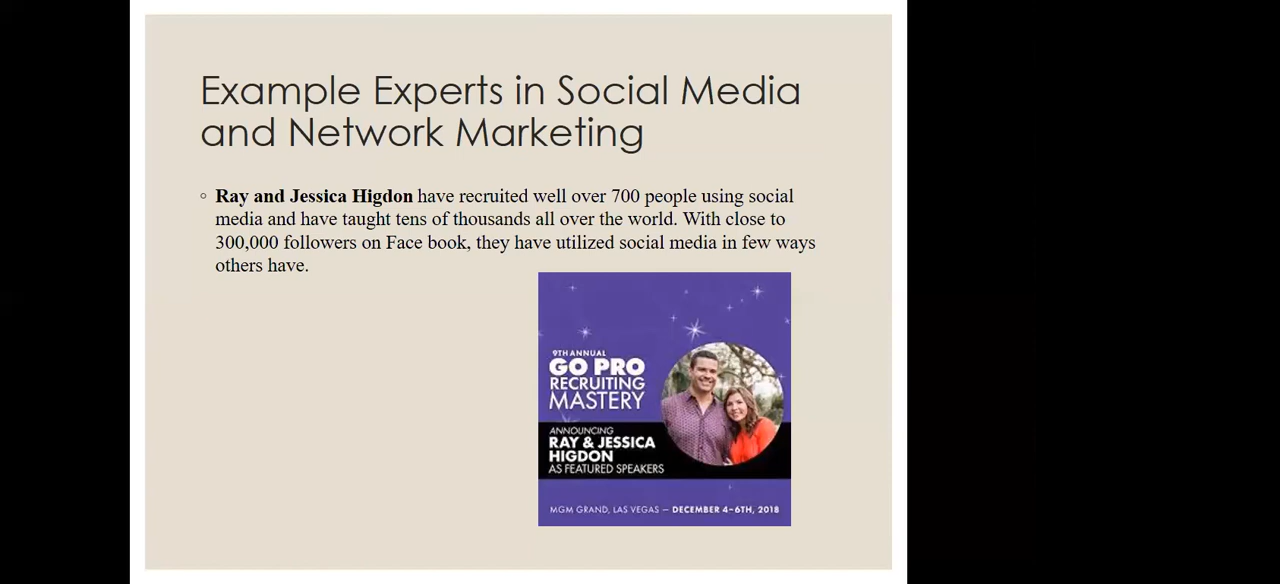 Example Experts in Social Media
and Network Marketing
Ray and Jessica Higdon have recruited well over 700 people using social
media and have taught tens of thousands all over the world. With close to
300,000 followers on Face book, they have utilized social media in few ways
others have.
9TH ANNUAL
GO PRO
RECRUITING
MASTERY
ANNOUNCING
RAY & JESSICA
HIGDON
AS FEATURED SPEAKERS
MGM GRAND, LAS VEGAS – DECEMBER 4-6TH, 2018